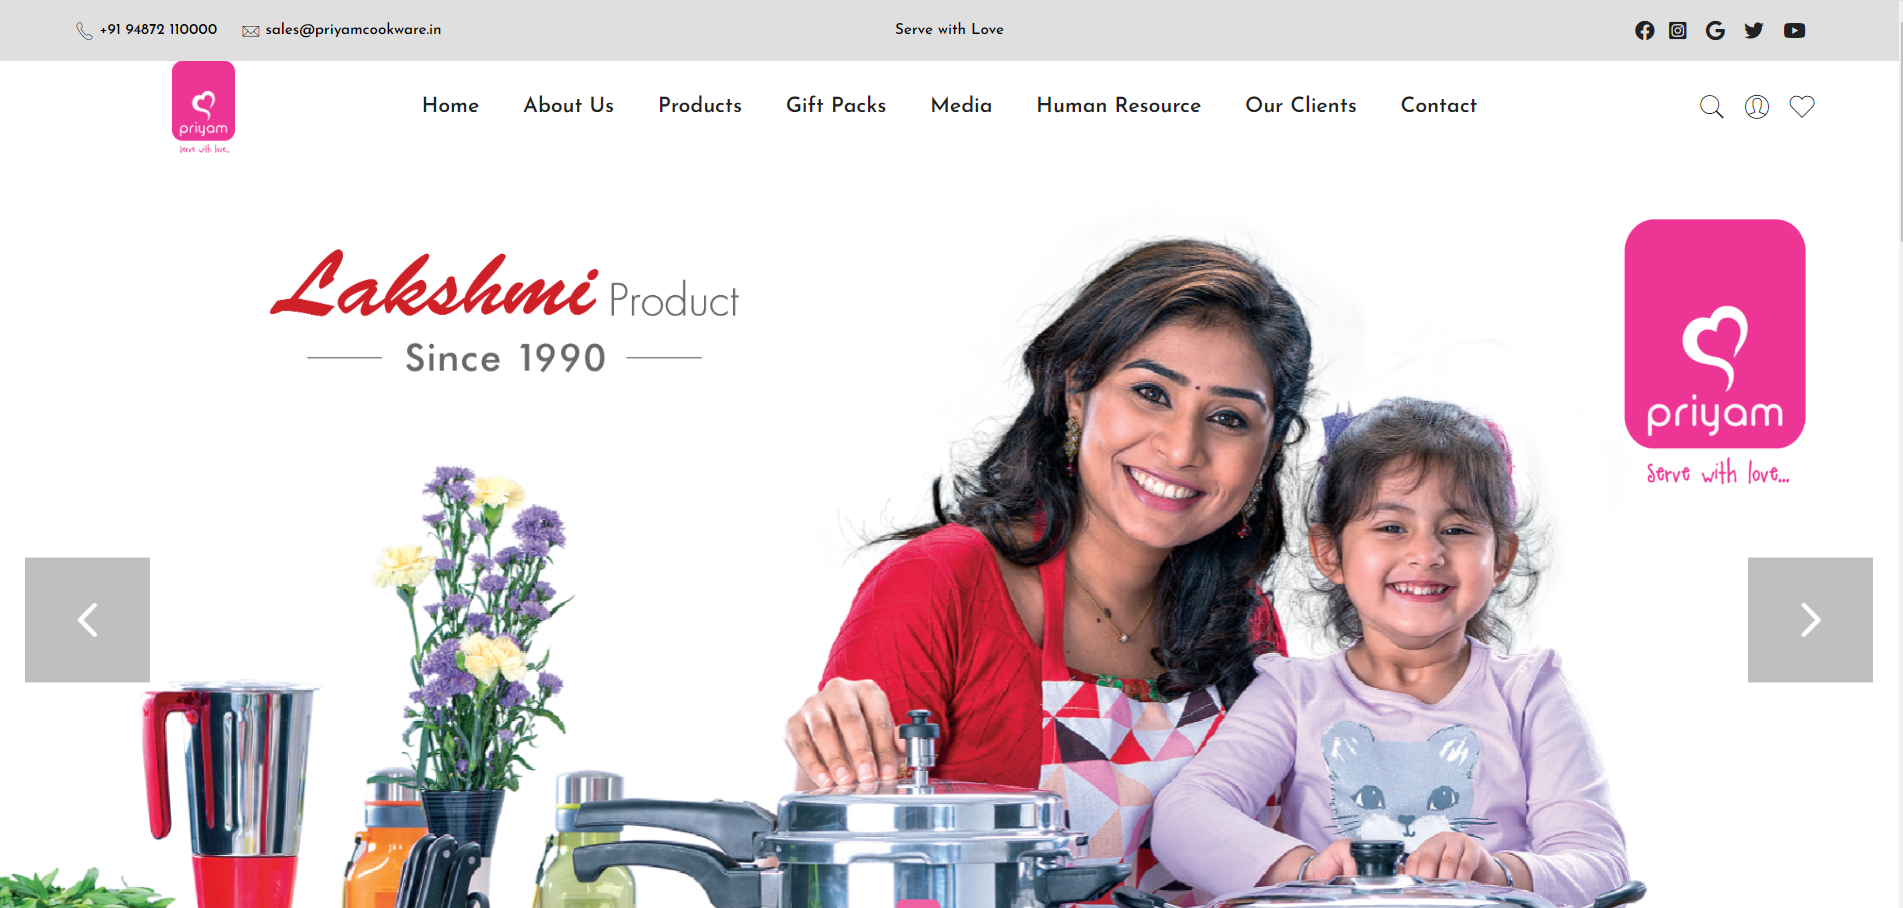 +91 94872 110000
sales@priyamcookware.in
Serve with Love
priyam
serve with love...
Home
About Us
Products
Gift Packs
Media
Human Resource
Our Clients
Contact
Lakshmi Product
Since 1990
priyam
serve with love...